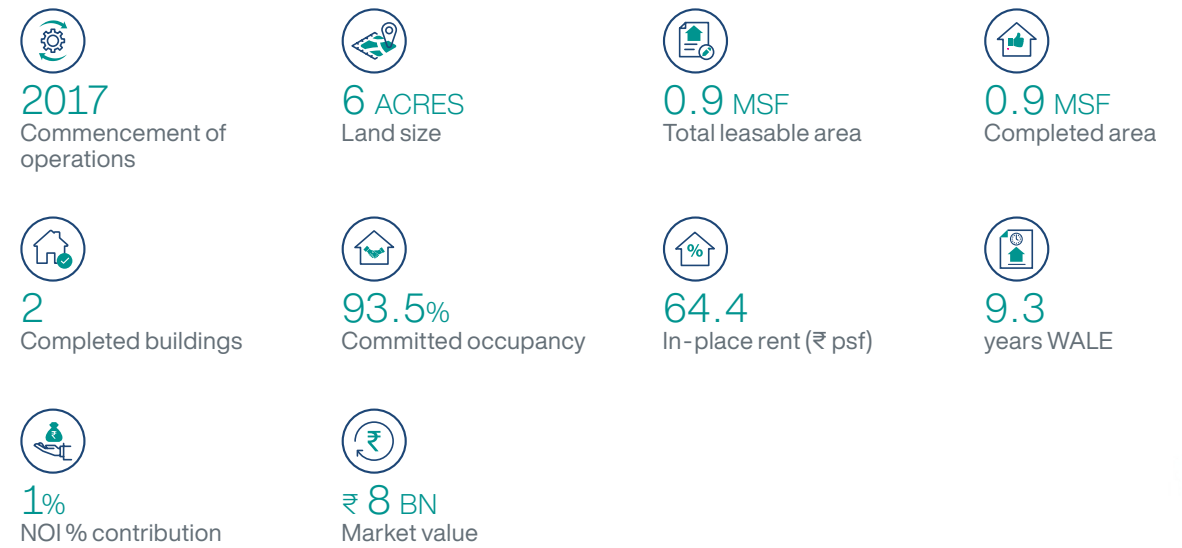 2017
Commencement of
operations
6 ACRES
Land size
0.9 MSF
Total leasable area
0.9 MSF
Completed area
2
Completed buildings
93.5%
Committed occupancy
%
64.4
In-place rent (₹ psf)
9.3
years WALE
₹
1%
NOI % contribution
₹
₹ 8 BN
Market value